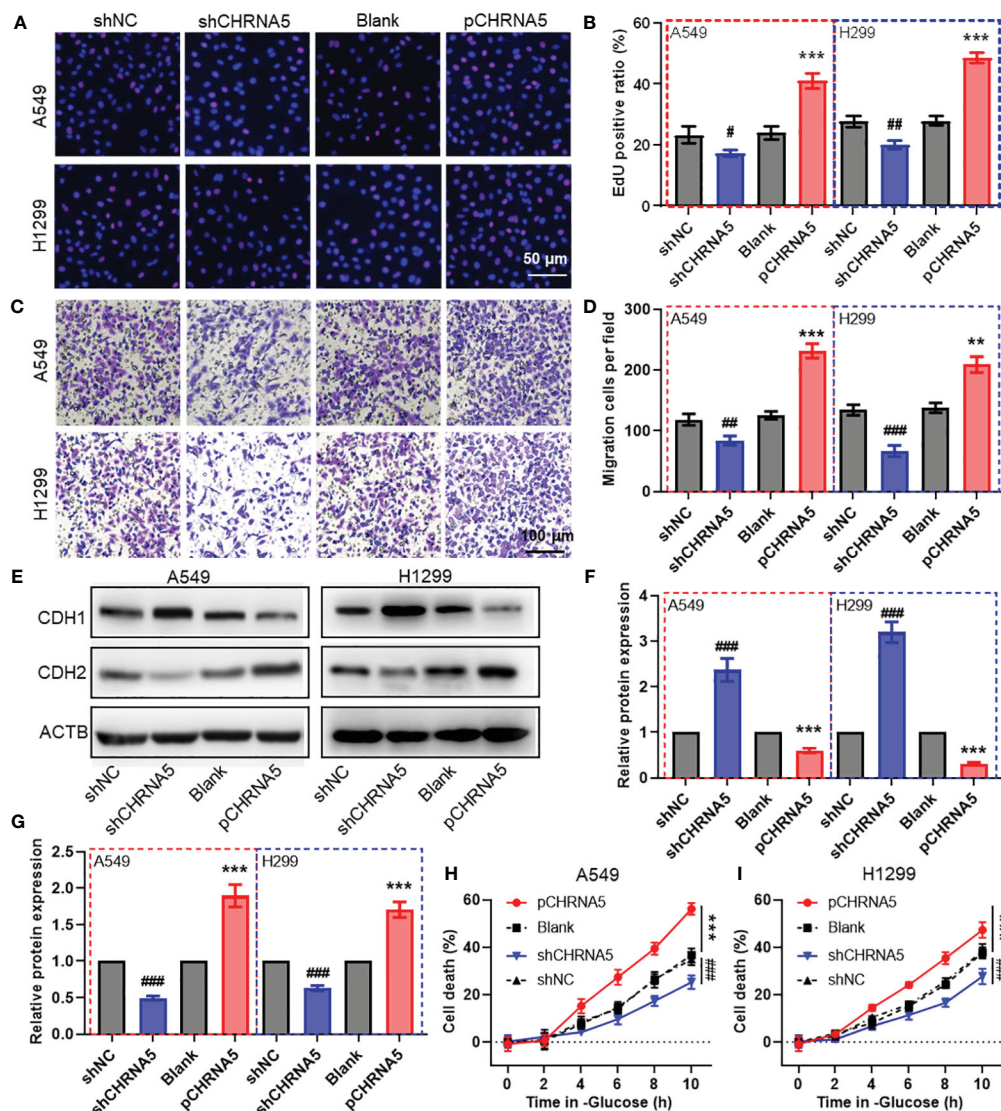 A
shNC shCHRNA5 Blank pCHRNA5
A549
H1299
50 μm
B
A549 H299
EdU positive ratio (%)
60
40
20
0
# *** ## ***
shNC shCHRNA5 Blank pCHRNA5 shNC shCHRNA5 Blank pCHRNA5
C
A549
H1299
100 μm
D
A549 H299
Migration cells per field
300
200
100
0
## *** ### **
shNC shCHRNA5 Blank pCHRNA5 shNC shCHRNA5 Blank pCHRNA5
E
A549 H1299
CDH1
CDH2
ACTB
shNC shCHRNA5 Blank pCHRNA5 shNC shCHRNA5 Blank pCHRNA5
F
A549 H299
Relative protein expression
4
3
2
1
0
### *** ### ***
shNC shCHRNA5 Blank pCHRNA5 shNC shCHRNA5 Blank pCHRNA5
G
A549 H299
Relative protein expression
2.5
2.0
1.5
1.0
0.5
0.0
### *** ### ***
shNC shCHRNA5 Blank pCHRNA5 shNC shCHRNA5 Blank pCHRNA5
H
A549
Cell death (%)
60
40
20
0
pCHRNA5
Blank
shCHRNA5
shNC
***
###
0 2 4 6 8 10
Time in -Glucose (h)
I
H1299
Cell death (%)
60
40
20
0
pCHRNA5
Blank
shCHRNA5
shNC
0 2 4 6 8 10
Time in -Glucose (h)